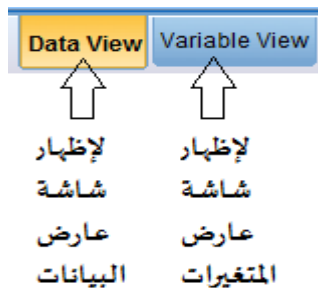 Data View Variable View
لإظهار لإظهار
شاشة شاشة
عارض عارض
البيانات المتغيرات